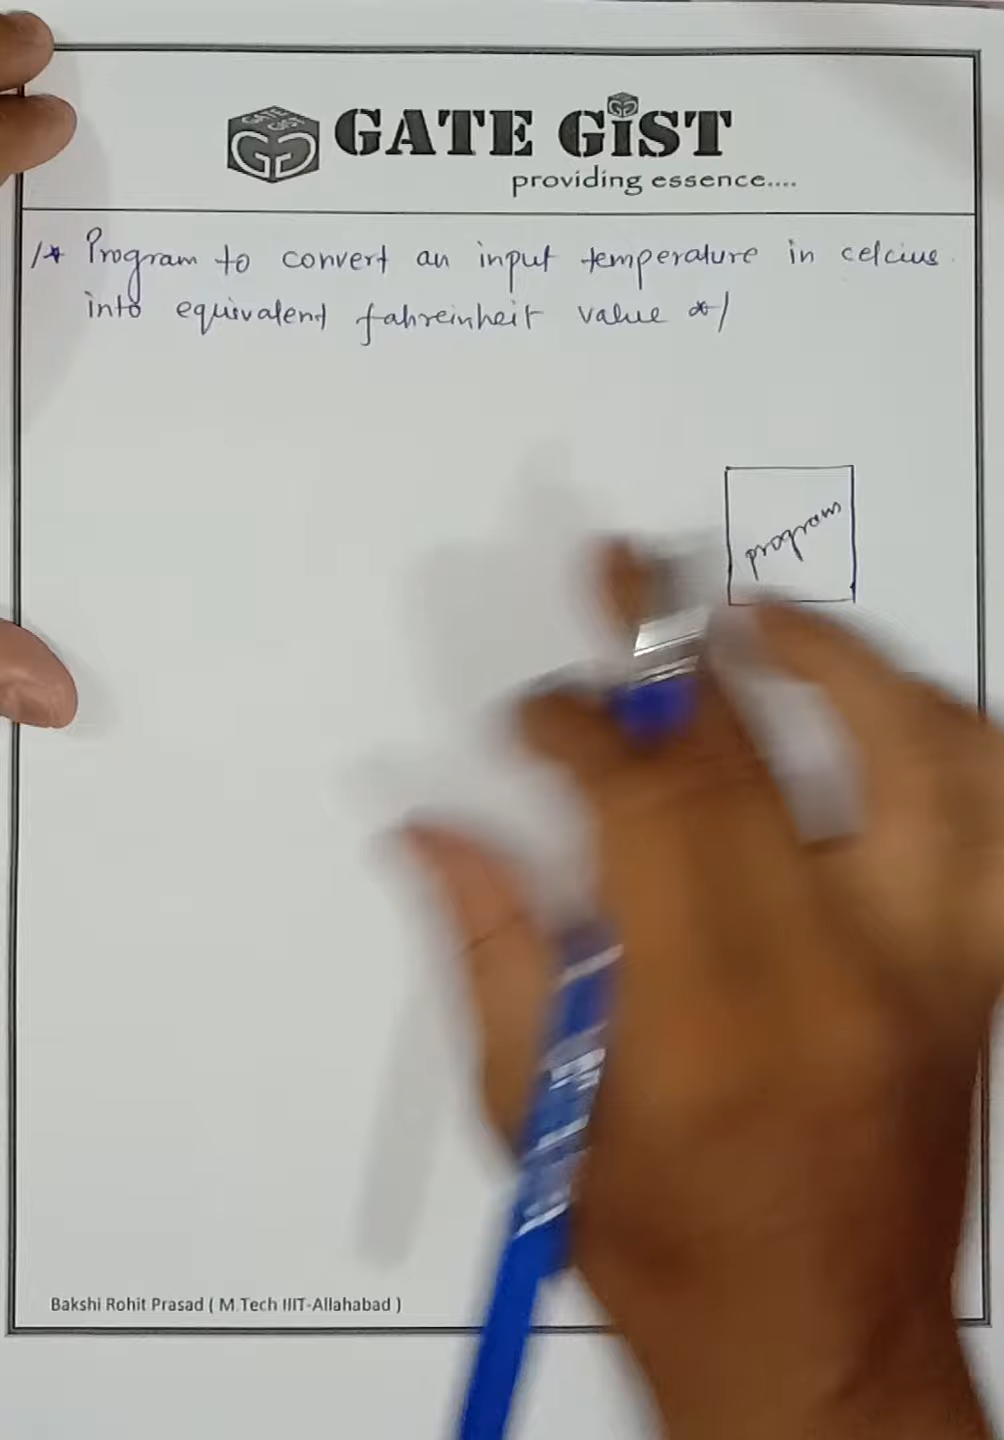 GATE GIST
providing essence....
/* Program to convert an input temperature in celcius
into equivalent fahreinheit value */
program
Bakshi Rohit Prasad ( M.Tech IIIT-Allahabad )